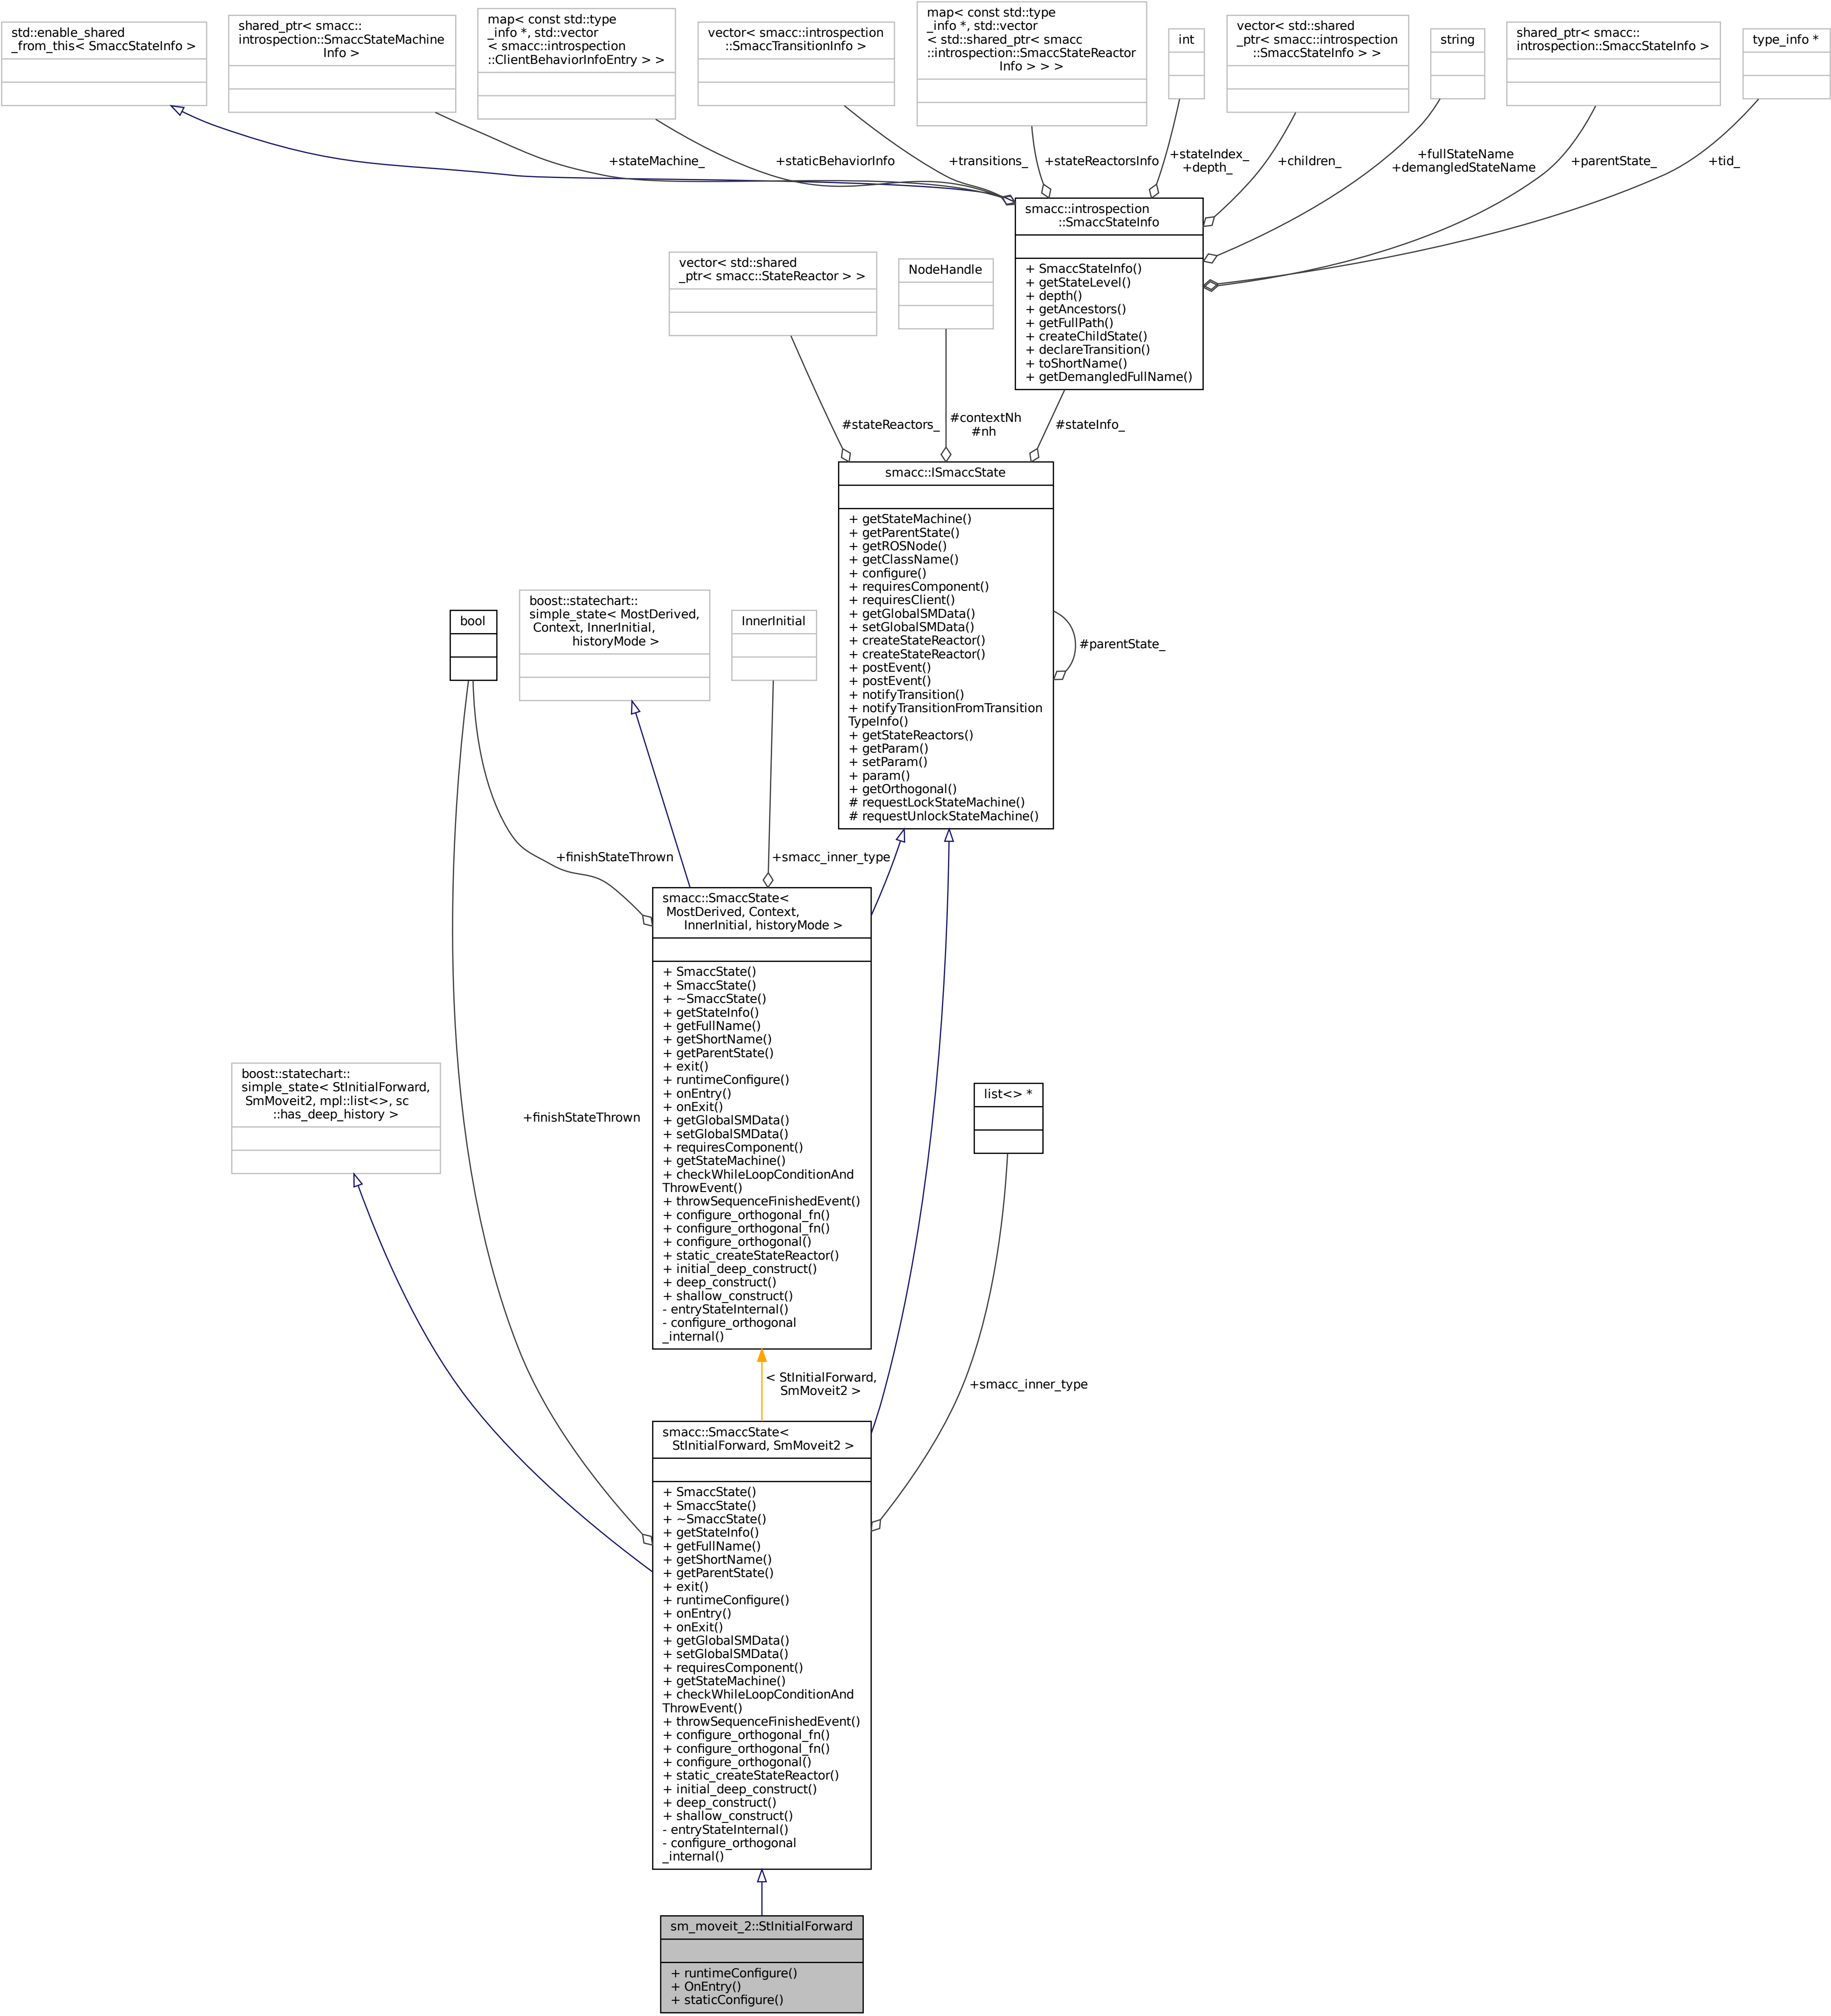 std::enable_shared
_from_this< SmaccStateInfo >
shared_ptr< smacc::
introspection::SmaccStateMachine
Info >
map< const std::type
_info *, std::vector
< smacc::introspection
::ClientBehaviorInfoEntry > >
vector< smacc::introspection
::SmaccTransitionInfo >
map< const std::type
_info *, std::vector
< std::shared_ptr< smacc
::introspection::SmaccStateReactor
Info > > >
int
vector< std::shared
_ptr< smacc::introspection
::SmaccStateInfo > >
string
shared_ptr< smacc::
introspection::SmaccStateInfo >
type_info *
+stateMachine_
+staticBehaviorInfo
+transitions_
+stateReactorsInfo
+stateIndex_
+depth_
+children_
+fullStateName
+demangledStateName
+parentState_
+tid_
smacc::introspection
::SmaccStateInfo
+ SmaccStateInfo()
+ getStateLevel()
+ depth()
+ getAncestors()
+ getFullPath()
+ createChildState()
+ declareTransition()
+ toShortName()
+ getDemangledFullName()
vector< std::shared
_ptr< smacc::StateReactor > >
NodeHandle
#stateReactors_
#contextNh
#nh
#stateInfo_
smacc::ISmaccState
+ getStateMachine()
+ getParentState()
+ getROSNode()
+ getClassName()
+ configure()
+ requiresComponent()
+ requiresClient()
+ getGlobalSMData()
+ setGlobalSMData()
+ createStateReactor()
+ createStateReactor()
+ postEvent()
+ postEvent()
+ notifyTransition()
+ notifyTransitionFromTransition
TypeInfo()
+ getStateReactors()
+ getParam()
+ setParam()
+ param()
+ getOrthogonal()
# requestLockStateMachine()
# requestUnlockStateMachine()
#parentState_
bool
boost::statechart::
simple_state< MostDerived,
Context, InnerInitial,
historyMode >
InnerInitial
+finishStateThrown
+smacc_inner_type
smacc::SmaccState<
MostDerived, Context,
InnerInitial, historyMode >
+ SmaccState()
+ SmaccState()
+ ~SmaccState()
+ getStateInfo()
+ getFullName()
+ getShortName()
+ getParentState()
+ exit()
+ runtimeConfigure()
+ onEntry()
+ onExit()
+ getGlobalSMData()
+ setGlobalSMData()
+ requiresComponent()
+ getStateMachine()
+ checkWhileLoopConditionAnd
ThrowEvent()
+ throwSequenceFinishedEvent()
+ configure_orthogonal_fn()
+ configure_orthogonal_fn()
+ configure_orthogonal()
+ static_createStateReactor()
+ initial_deep_construct()
+ deep_construct()
+ shallow_construct()
- entryStateInternal()
- configure_orthogonal
_internal()
boost::statechart::
simple_state< StInitialForward,
SmMoveit2, mpl::list<>, sc
::has_deep_history >
+finishStateThrown
list<> *
< StInitialForward,
SmMoveit2 >
+smacc_inner_type
smacc::SmaccState<
StInitialForward, SmMoveit2 >
+ SmaccState()
+ SmaccState()
+ ~SmaccState()
+ getStateInfo()
+ getFullName()
+ getShortName()
+ getParentState()
+ exit()
+ runtimeConfigure()
+ onEntry()
+ onExit()
+ getGlobalSMData()
+ setGlobalSMData()
+ requiresComponent()
+ getStateMachine()
+ checkWhileLoopConditionAnd
ThrowEvent()
+ throwSequenceFinishedEvent()
+ configure_orthogonal_fn()
+ configure_orthogonal_fn()
+ configure_orthogonal()
+ static_createStateReactor()
+ initial_deep_construct()
+ deep_construct()
+ shallow_construct()
- entryStateInternal()
- configure_orthogonal
_internal()
sm_moveit_2::StInitialForward
+ runtimeConfigure()
+ OnEntry()
+ staticConfigure()